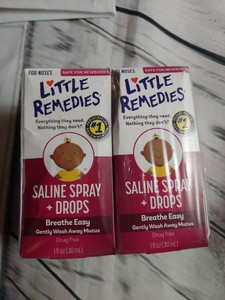 FOR NOSES
SAFE FOR NEWBORNS
LiTTLE
REMEDIES®
Everything they need.
Nothing they don't!®
#1
SALINE SPRAY
+ DROPS
Breathe Easy
Gently Wash Away Mucus
Drug free
1 fl oz (30 mL)
NOSES
SAFE FOR NEWBORNS
LiTTLE
REMEDIES®
Everything they need.
Nothing they don't!®
#1
SALINE SPRAY
+ DROPS
Breathe Easy
Gently Wash Away Mucus
Drug free
1 fl oz (30 mL)